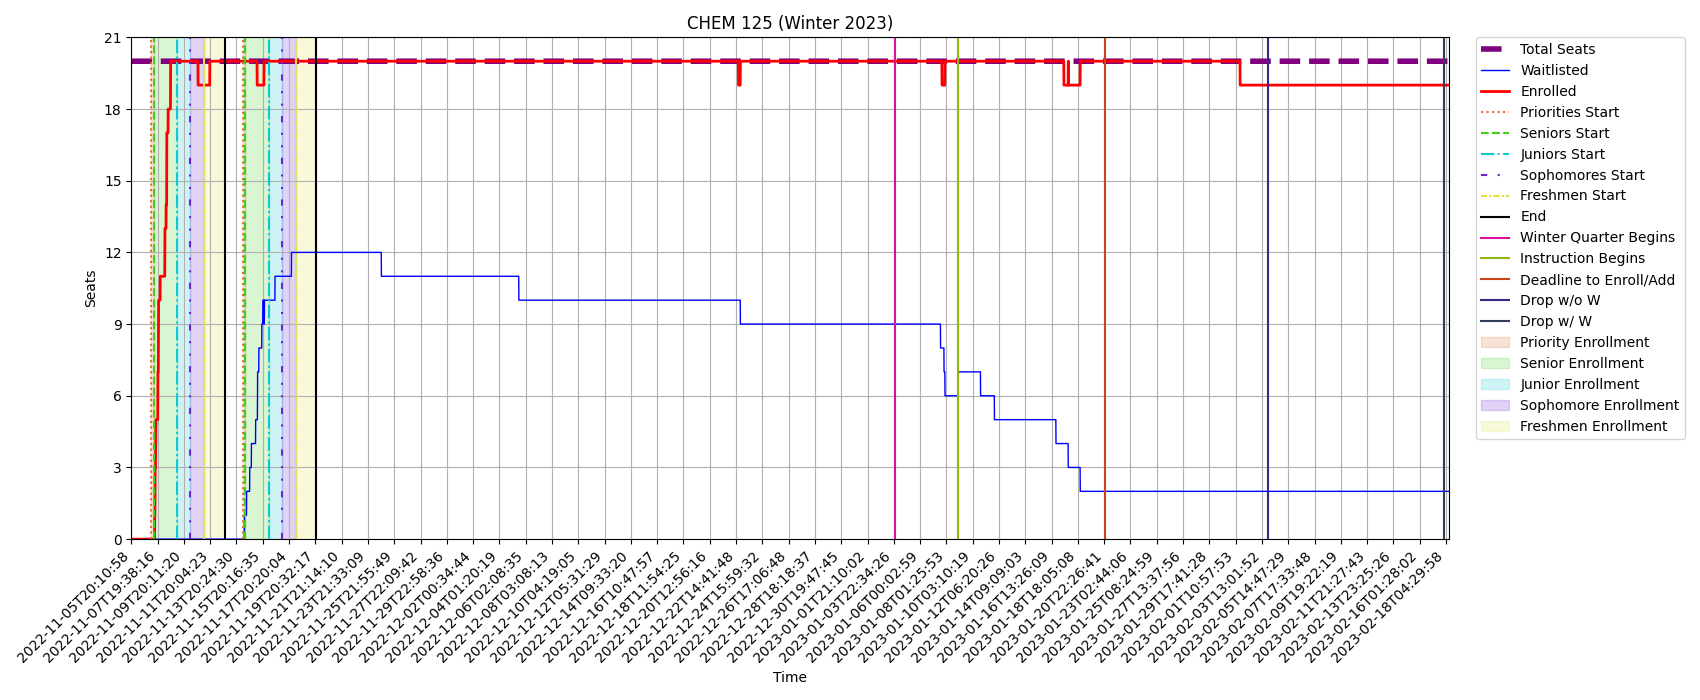 CHEM 125 (Winter 2023)
Seats
21
18
15
12
9
6
3
0
2022-11-05T20:10:58
2022-11-07T19:38:16
2022-11-09T20:11:20
2022-11-11T20:04:23
2022-11-13T20:24:30
2022-11-15T20:16:35
2022-11-17T20:20:04
2022-11-19T20:32:17
2022-11-21T21:14:10
2022-11-23T21:33:09
2022-11-25T21:55:49
2022-11-27T22:09:42
2022-11-29T22:58:36
2022-12-02T00:34:44
2022-12-04T01:20:19
2022-12-06T02:08:35
2022-12-08T03:08:13
2022-12-10T04:19:05
2022-12-12T05:31:29
2022-12-14T09:33:20
2022-12-16T10:47:57
2022-12-18T11:54:25
2022-12-20T12:56:16
2022-12-22T14:41:48
2022-12-24T15:59:32
2022-12-26T17:06:48
2022-12-28T18:18:37
2022-12-30T19:47:45
2023-01-01T21:10:02
2023-01-03T22:34:26
2023-01-06T00:02:59
2023-01-08T01:25:53
2023-01-10T03:10:19
2023-01-12T06:20:26
2023-01-14T09:09:03
2023-01-16T13:26:09
2023-01-18T18:05:08
2023-01-20T22:26:41
2023-01-23T02:44:06
2023-01-25T08:24:59
2023-01-27T13:37:56
2023-01-29T17:41:28
2023-02-01T10:57:53
2023-02-03T13:01:52
2023-02-05T14:47:29
2023-02-07T17:33:48
2023-02-09T19:22:19
2023-02-11T21:27:43
2023-02-13T23:25:26
2023-02-16T01:28:02
2023-02-18T04:29:58
Time
Total Seats
Waitlisted
Enrolled
Priorities Start
Seniors Start
Juniors Start
Sophomores Start
Freshmen Start
End
Winter Quarter Begins
Instruction Begins
Deadline to Enroll/Add
Drop w/o W
Drop w/ W
Priority Enrollment
Senior Enrollment
Junior Enrollment
Sophomore Enrollment
Freshmen Enrollment